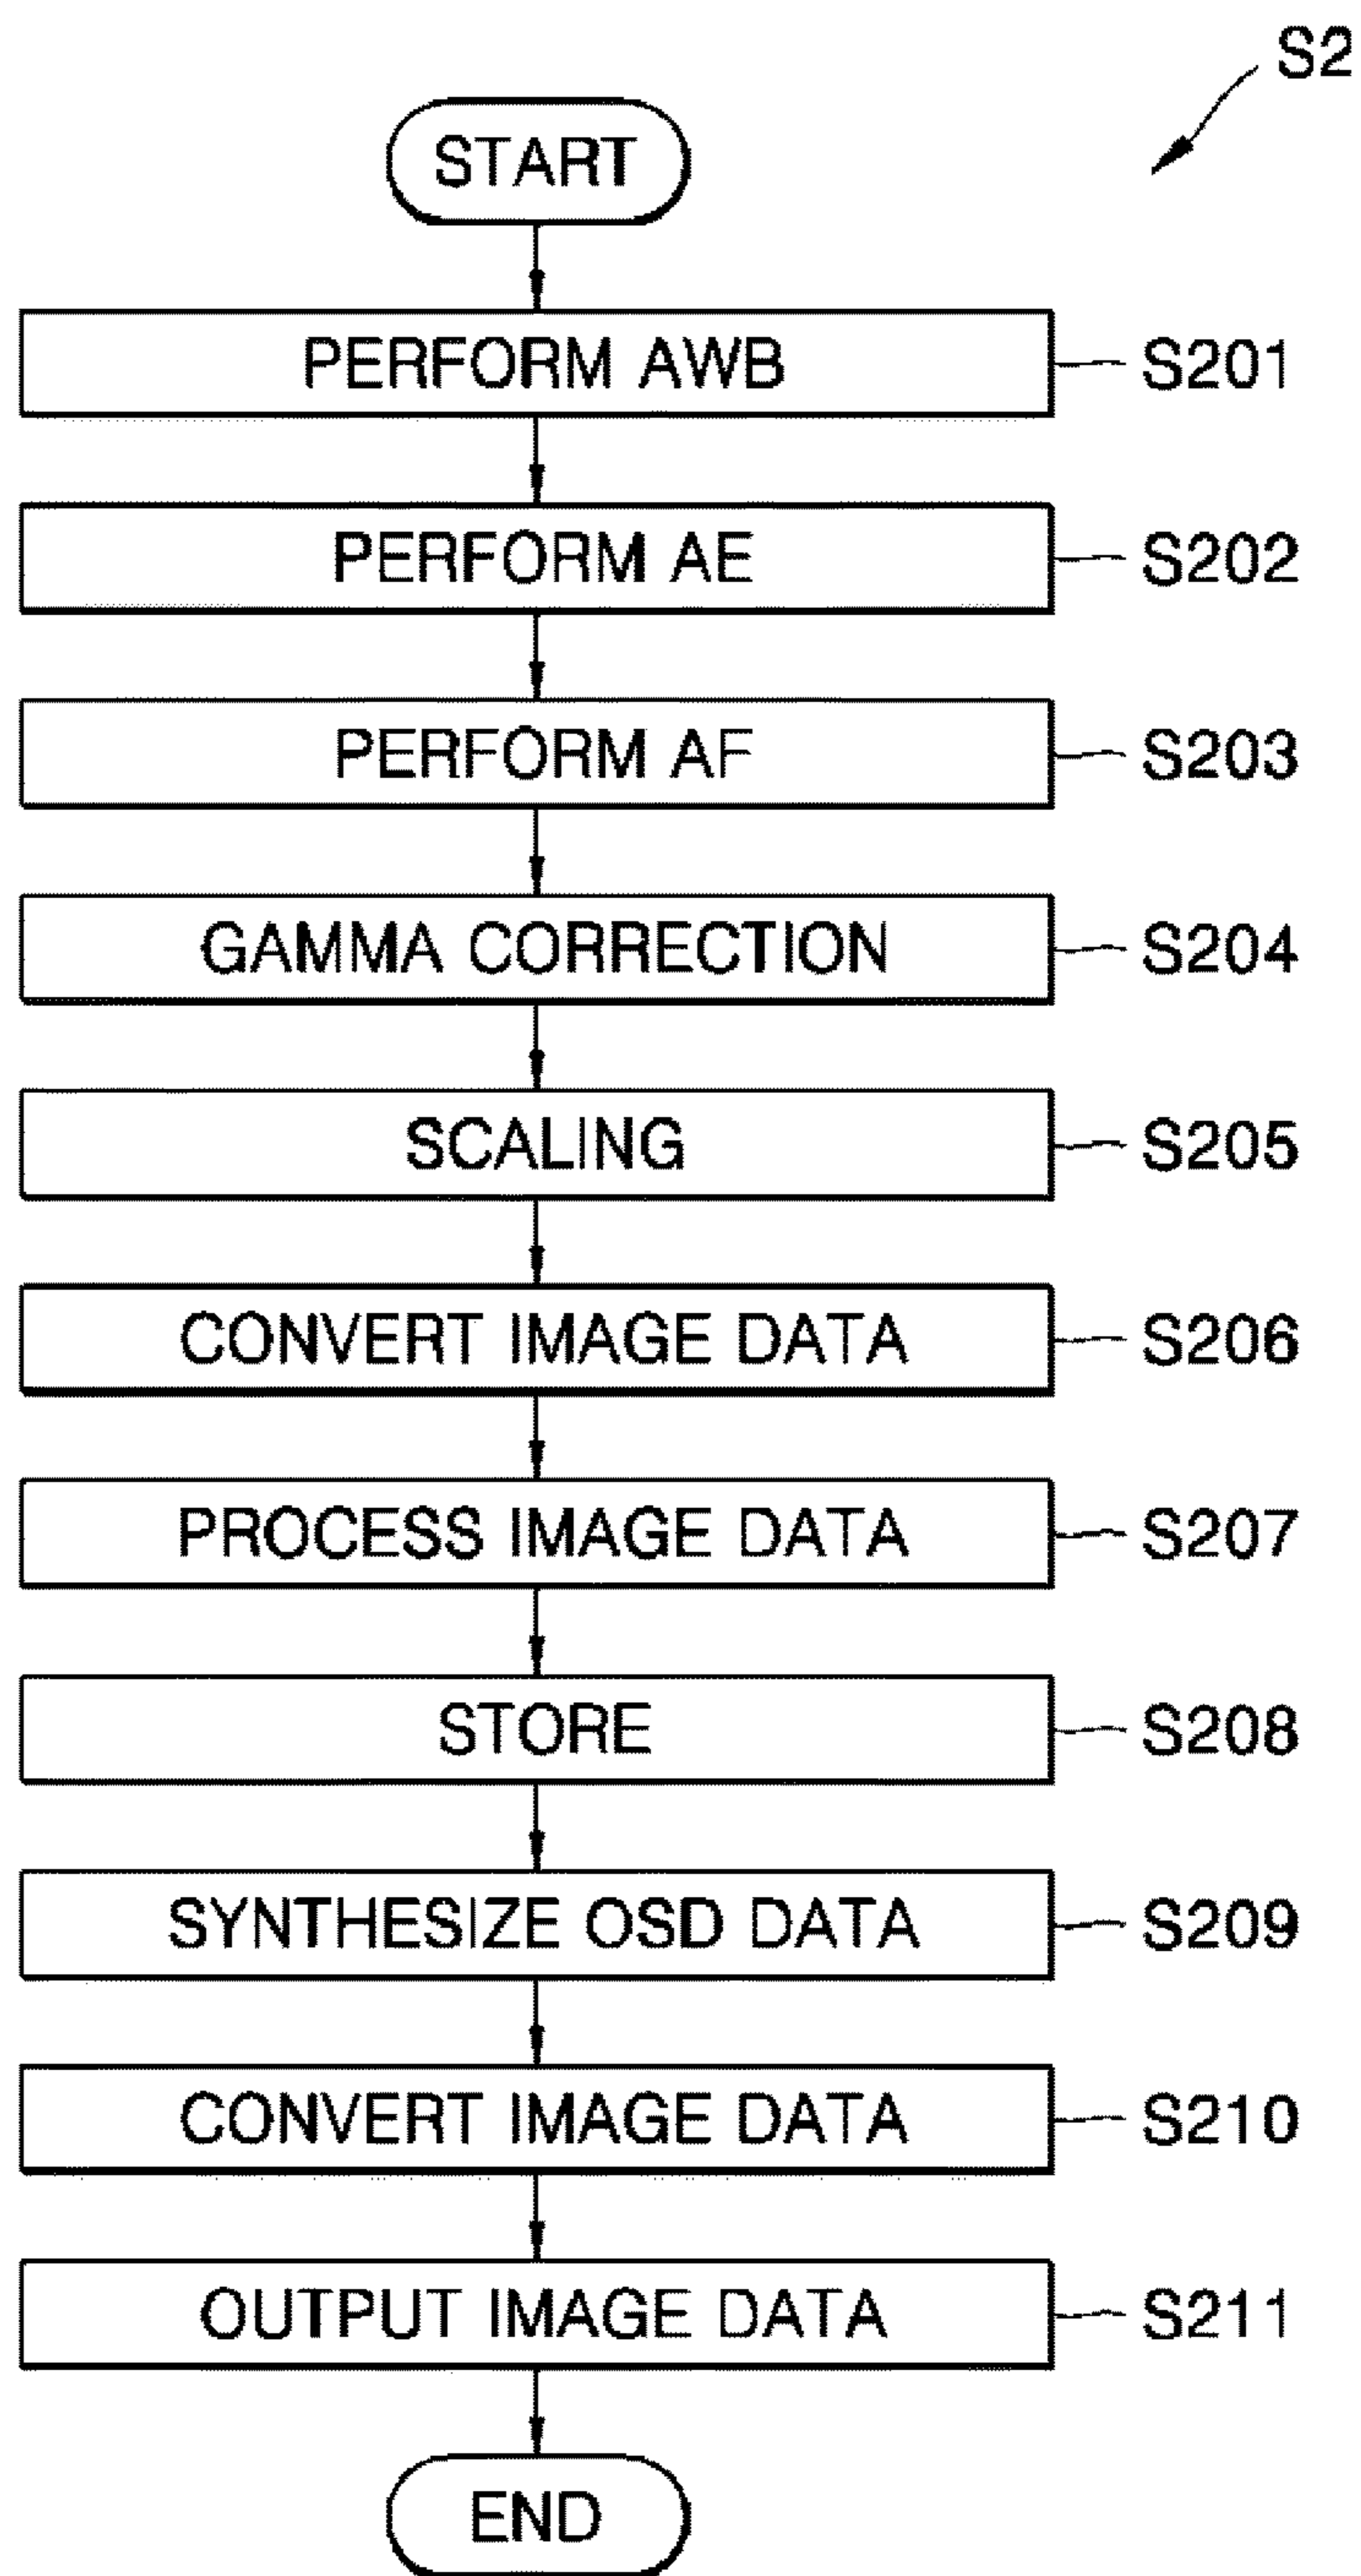 S2
START
PERFORM AWB S201
PERFORM AE S202
PERFORM AF S203
GAMMA CORRECTION S204
SCALING S205
CONVERT IMAGE DATA S206
PROCESS IMAGE DATA S207
STORE S208
SYNTHESIZE OSD DATA S209
CONVERT IMAGE DATA S210
OUTPUT IMAGE DATA S211
END